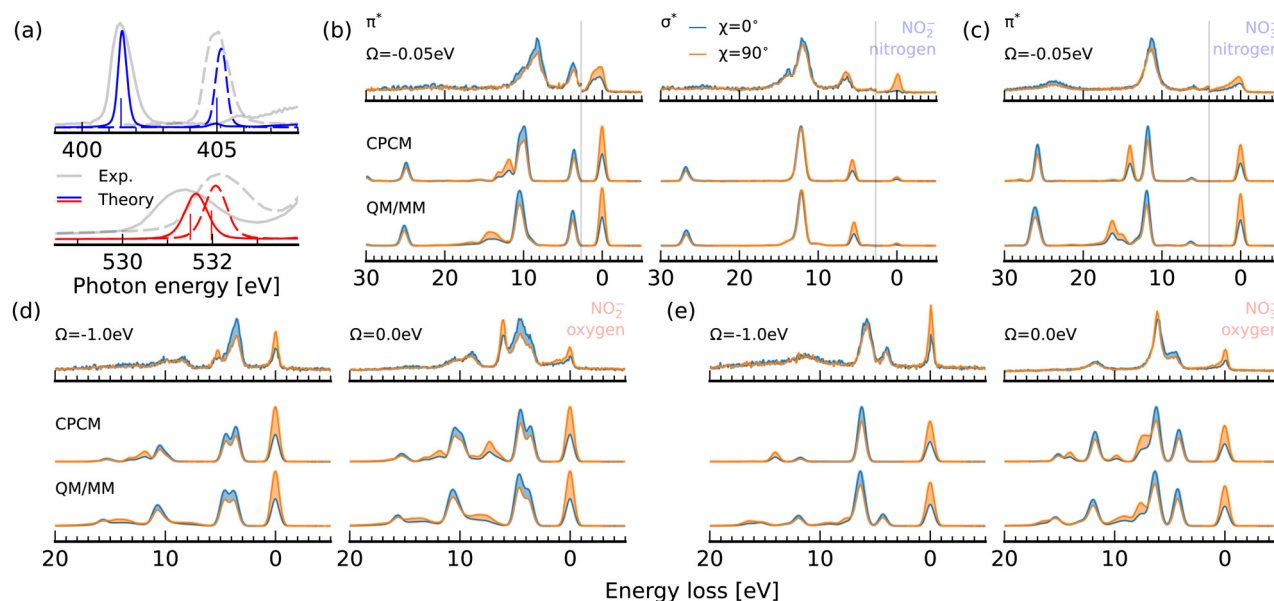 (a)
400 405
Exp.
Theory
530 532
Photon energy [eV]
(b)
π*
Ω=-0.05eV
CPCM
QM/MM
30 20 10 0
σ*
χ=0°
χ=90°
NO₂⁻
nitrogen
30 20 10 0
(c)
π*
Ω=-0.05eV
NO₃⁻
nitrogen
30 20 10 0
(d)
Ω=-1.0eV
CPCM
QM/MM
20 10 0
Ω=0.0eV
NO₂⁻
oxygen
20 10 0
(e)
Ω=-1.0eV
20 10 0
Ω=0.0eV
NO₃⁻
oxygen
20 10 0
Energy loss [eV]